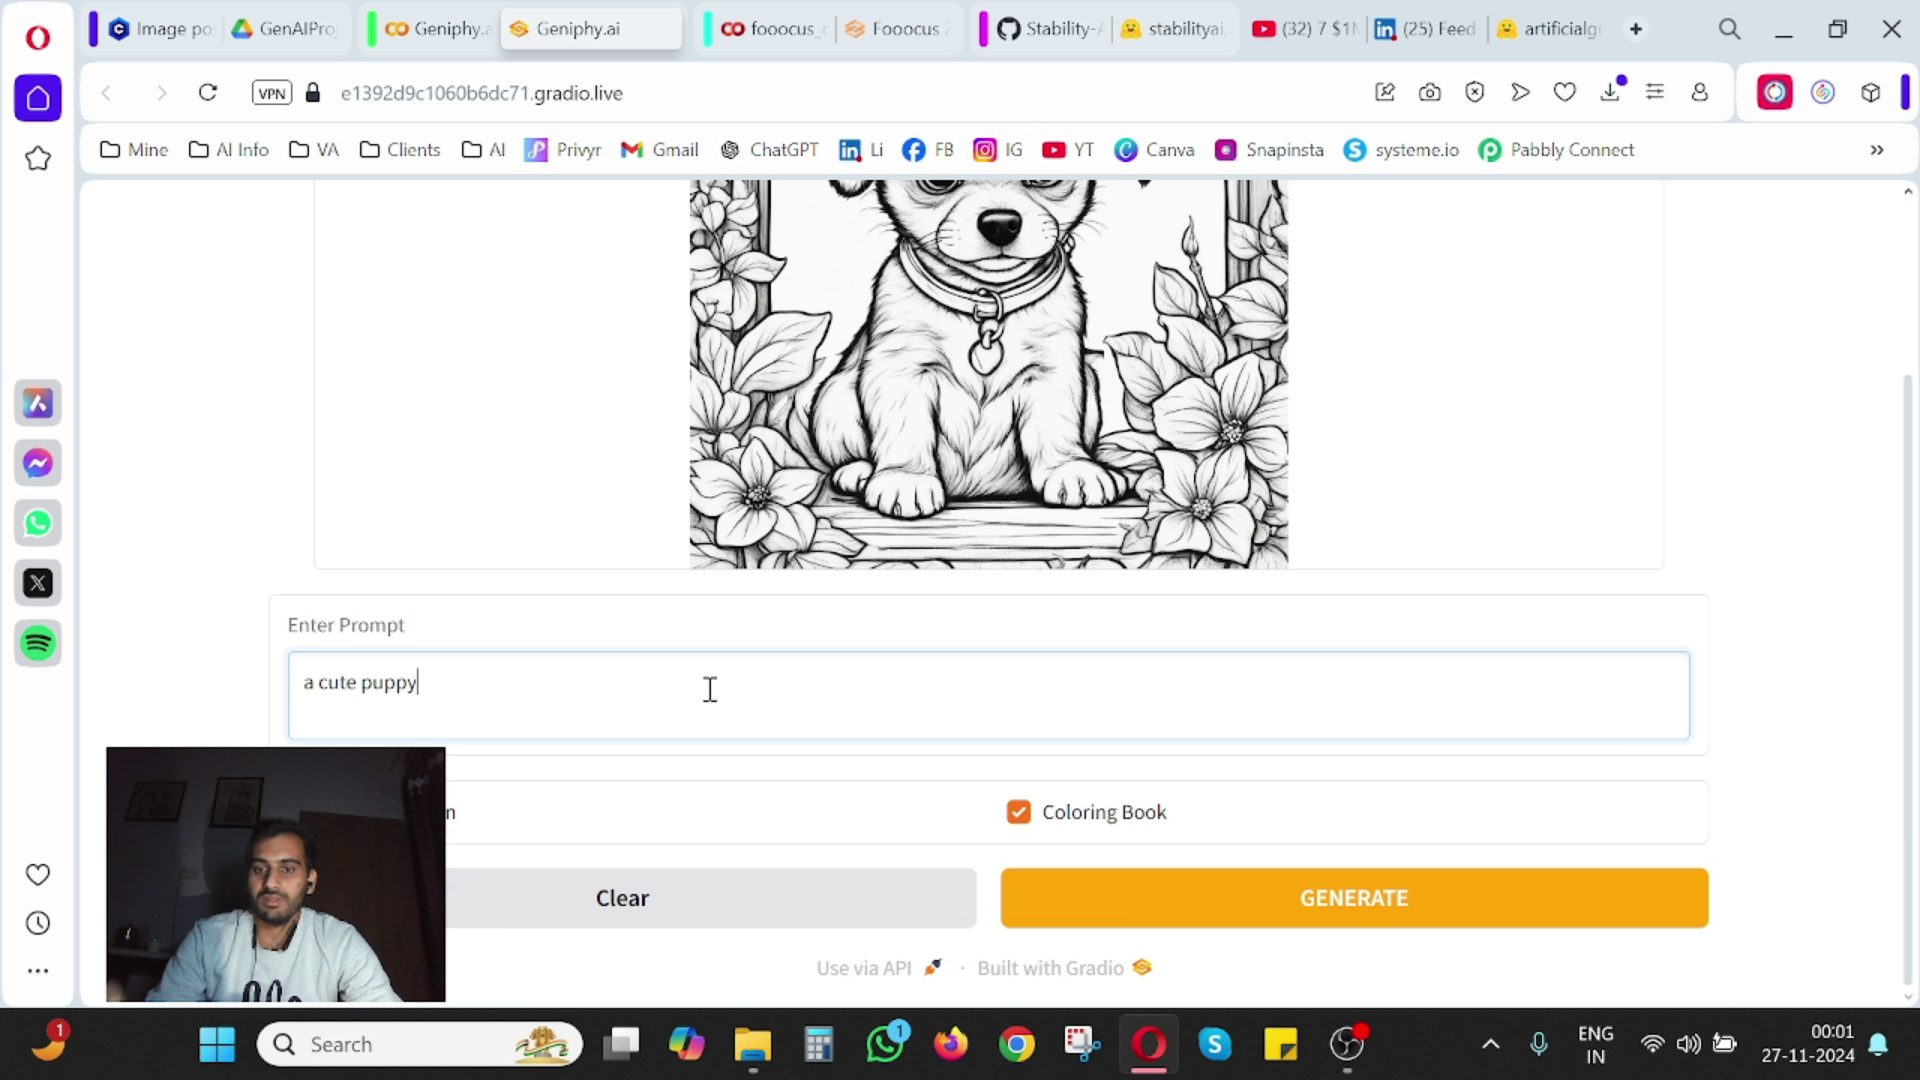 Image po
GenAIPro
Geniphy.a
Geniphy.ai
fooocus_c
Fooocus
Stability-A
stabilityai
(32) 7 $1
(25) Feed
artificialg
VPN
e1392d9c1060b6dc71.gradio.live
Mine
AI Info
VA
Clients
AI
Privyr
Gmail
ChatGPT
Li
FB
IG
YT
Canva
Snapinsta
systeme.io
Pabbly Connect
Enter Prompt
a cute puppy
n
Coloring Book
Clear
GENERATE
Use via API
·
Built with Gradio
1
Search
1
ENG
IN
00:01
27-11-2024